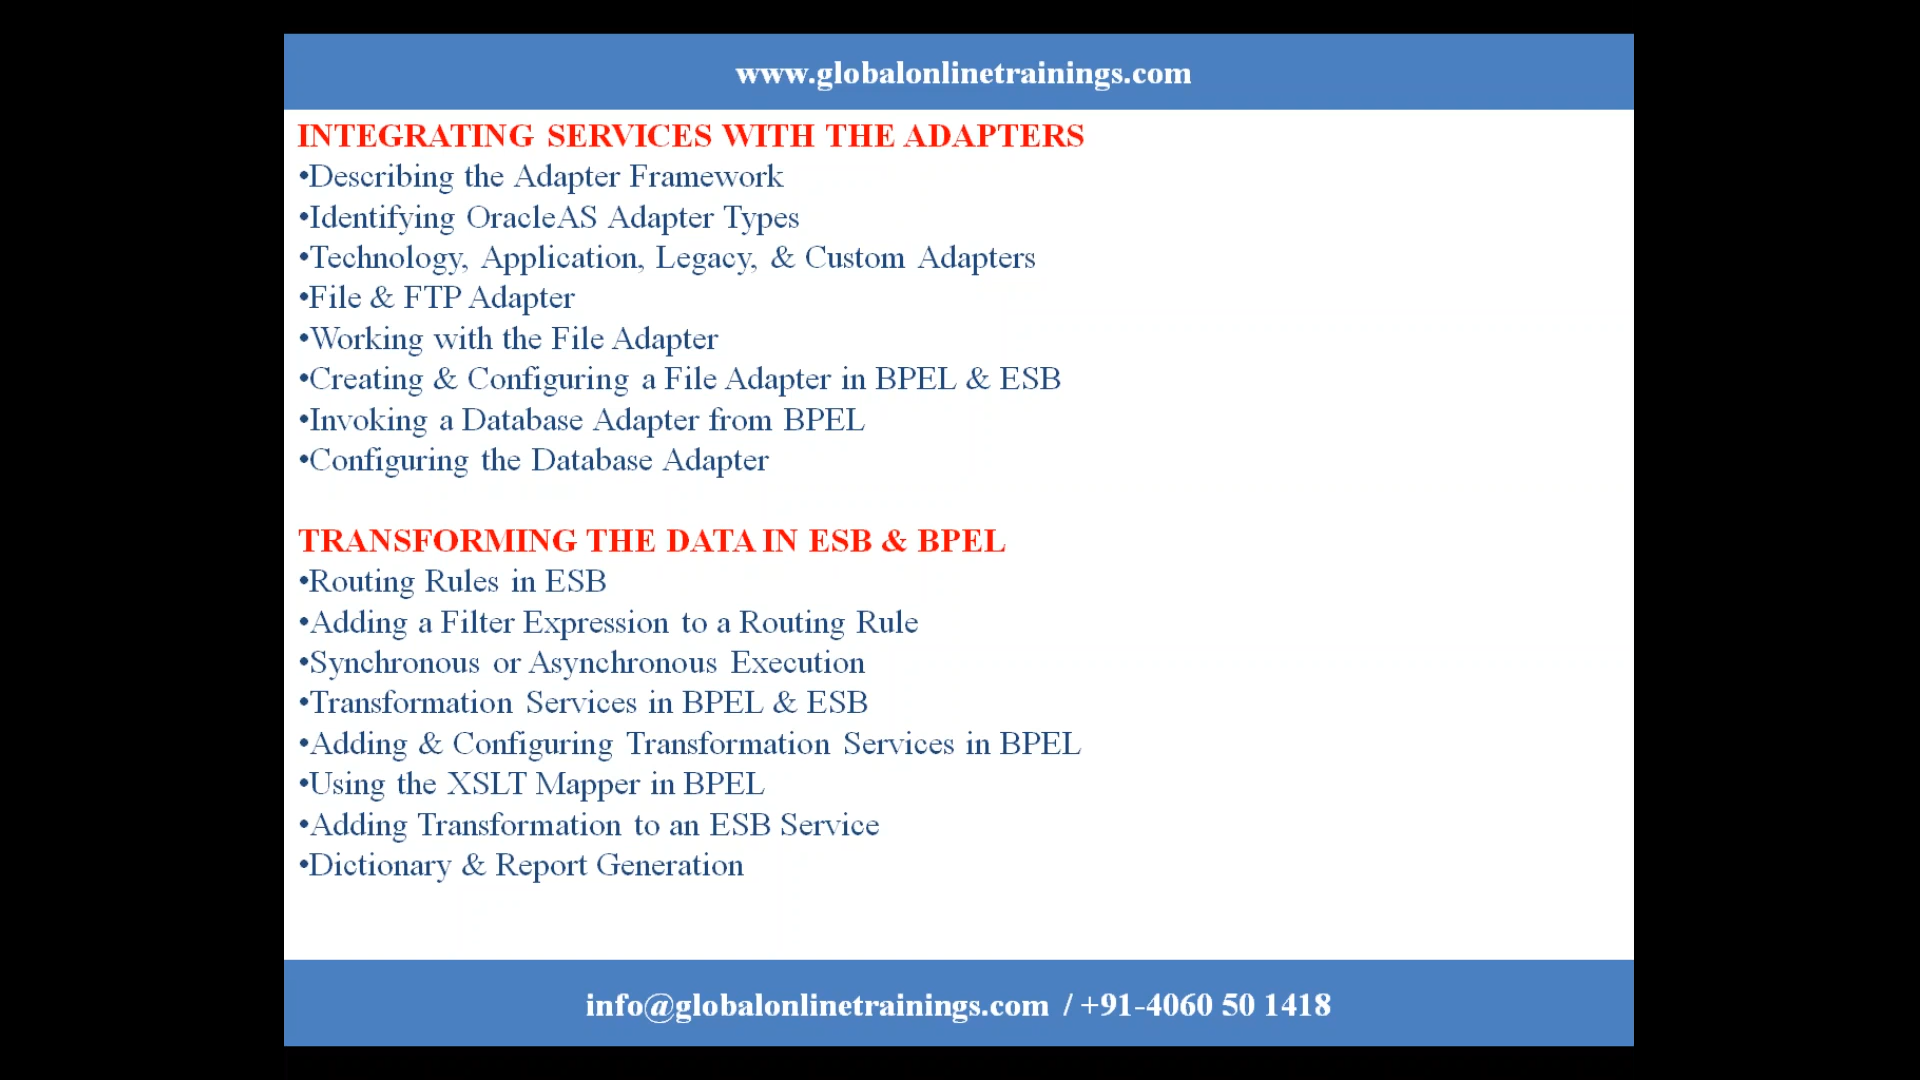 www.globalonlinetrainings.com
INTEGRATING SERVICES WITH THE ADAPTERS
•Describing the Adapter Framework
•Identifying OracleAS Adapter Types
•Technology, Application, Legacy, & Custom Adapters
•File & FTP Adapter
•Working with the File Adapter
•Creating & Configuring a File Adapter in BPEL & ESB
•Invoking a Database Adapter from BPEL
•Configuring the Database Adapter
TRANSFORMING THE DATA IN ESB & BPEL
•Routing Rules in ESB
•Adding a Filter Expression to a Routing Rule
•Synchronous or Asynchronous Execution
•Transformation Services in BPEL & ESB
•Adding & Configuring Transformation Services in BPEL
•Using the XSLT Mapper in BPEL
•Adding Transformation to an ESB Service
•Dictionary & Report Generation
info@globalonlinetrainings.com / +91-4060 50 1418